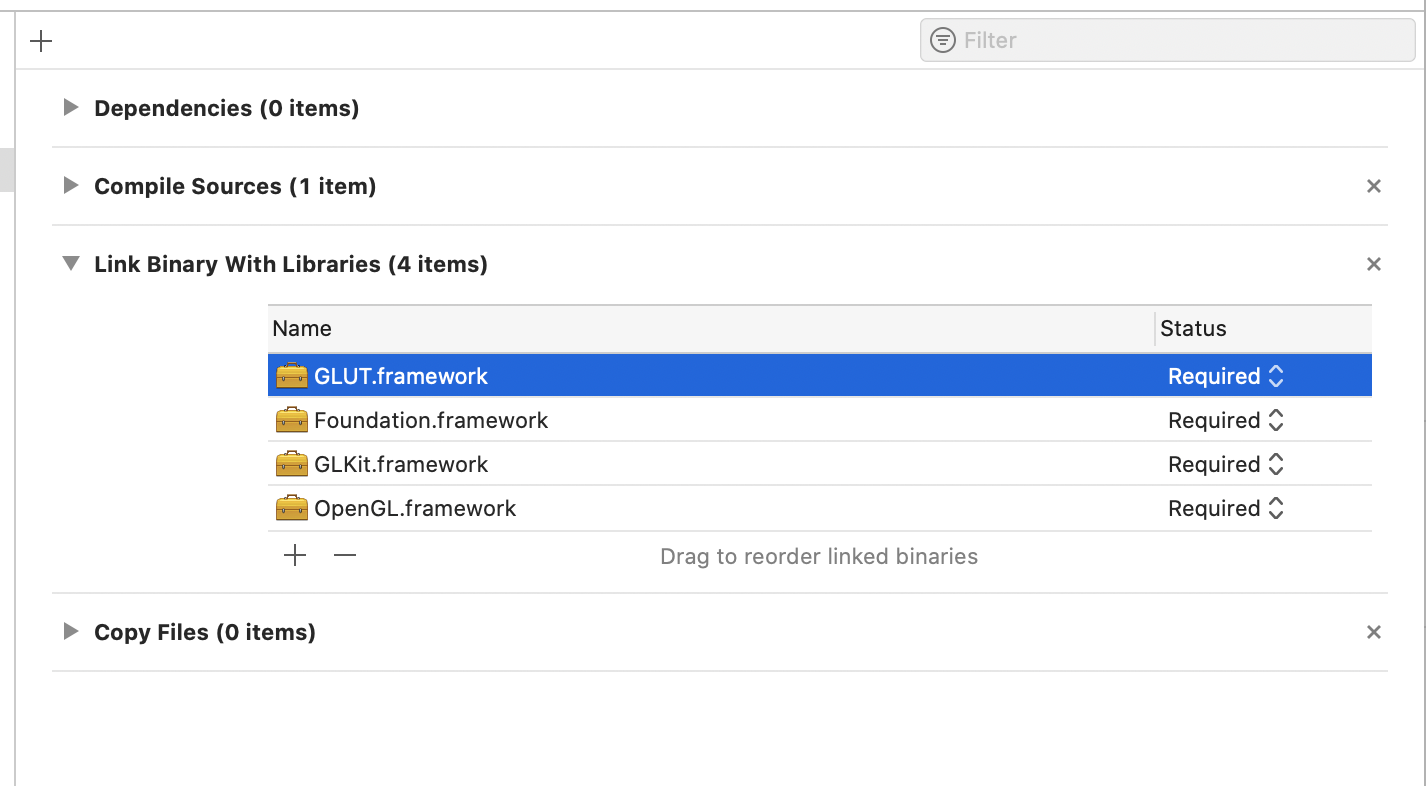 Filter
Dependencies (0 items)
Compile Sources (1 item)
Link Binary With Libraries (4 items)
Name Status
GLUT.framework Required
Foundation.framework Required
GLKit.framework Required
OpenGL.framework Required
Drag to reorder linked binaries
Copy Files (0 items)